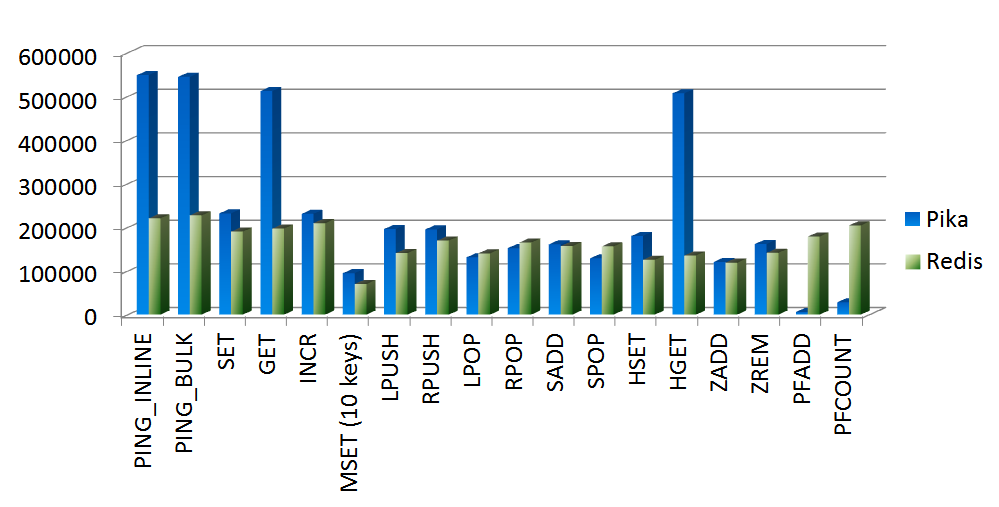 600000
500000
400000
300000
200000
100000
0
PING_INLINE
PING_BULK
SET
GET
INCR
MSET (10 keys)
LPUSH
RPUSH
LPOP
RPOP
SADD
SPOP
HSET
HGET
ZADD
ZREM
PFADD
PFCOUNT
Pika
Redis